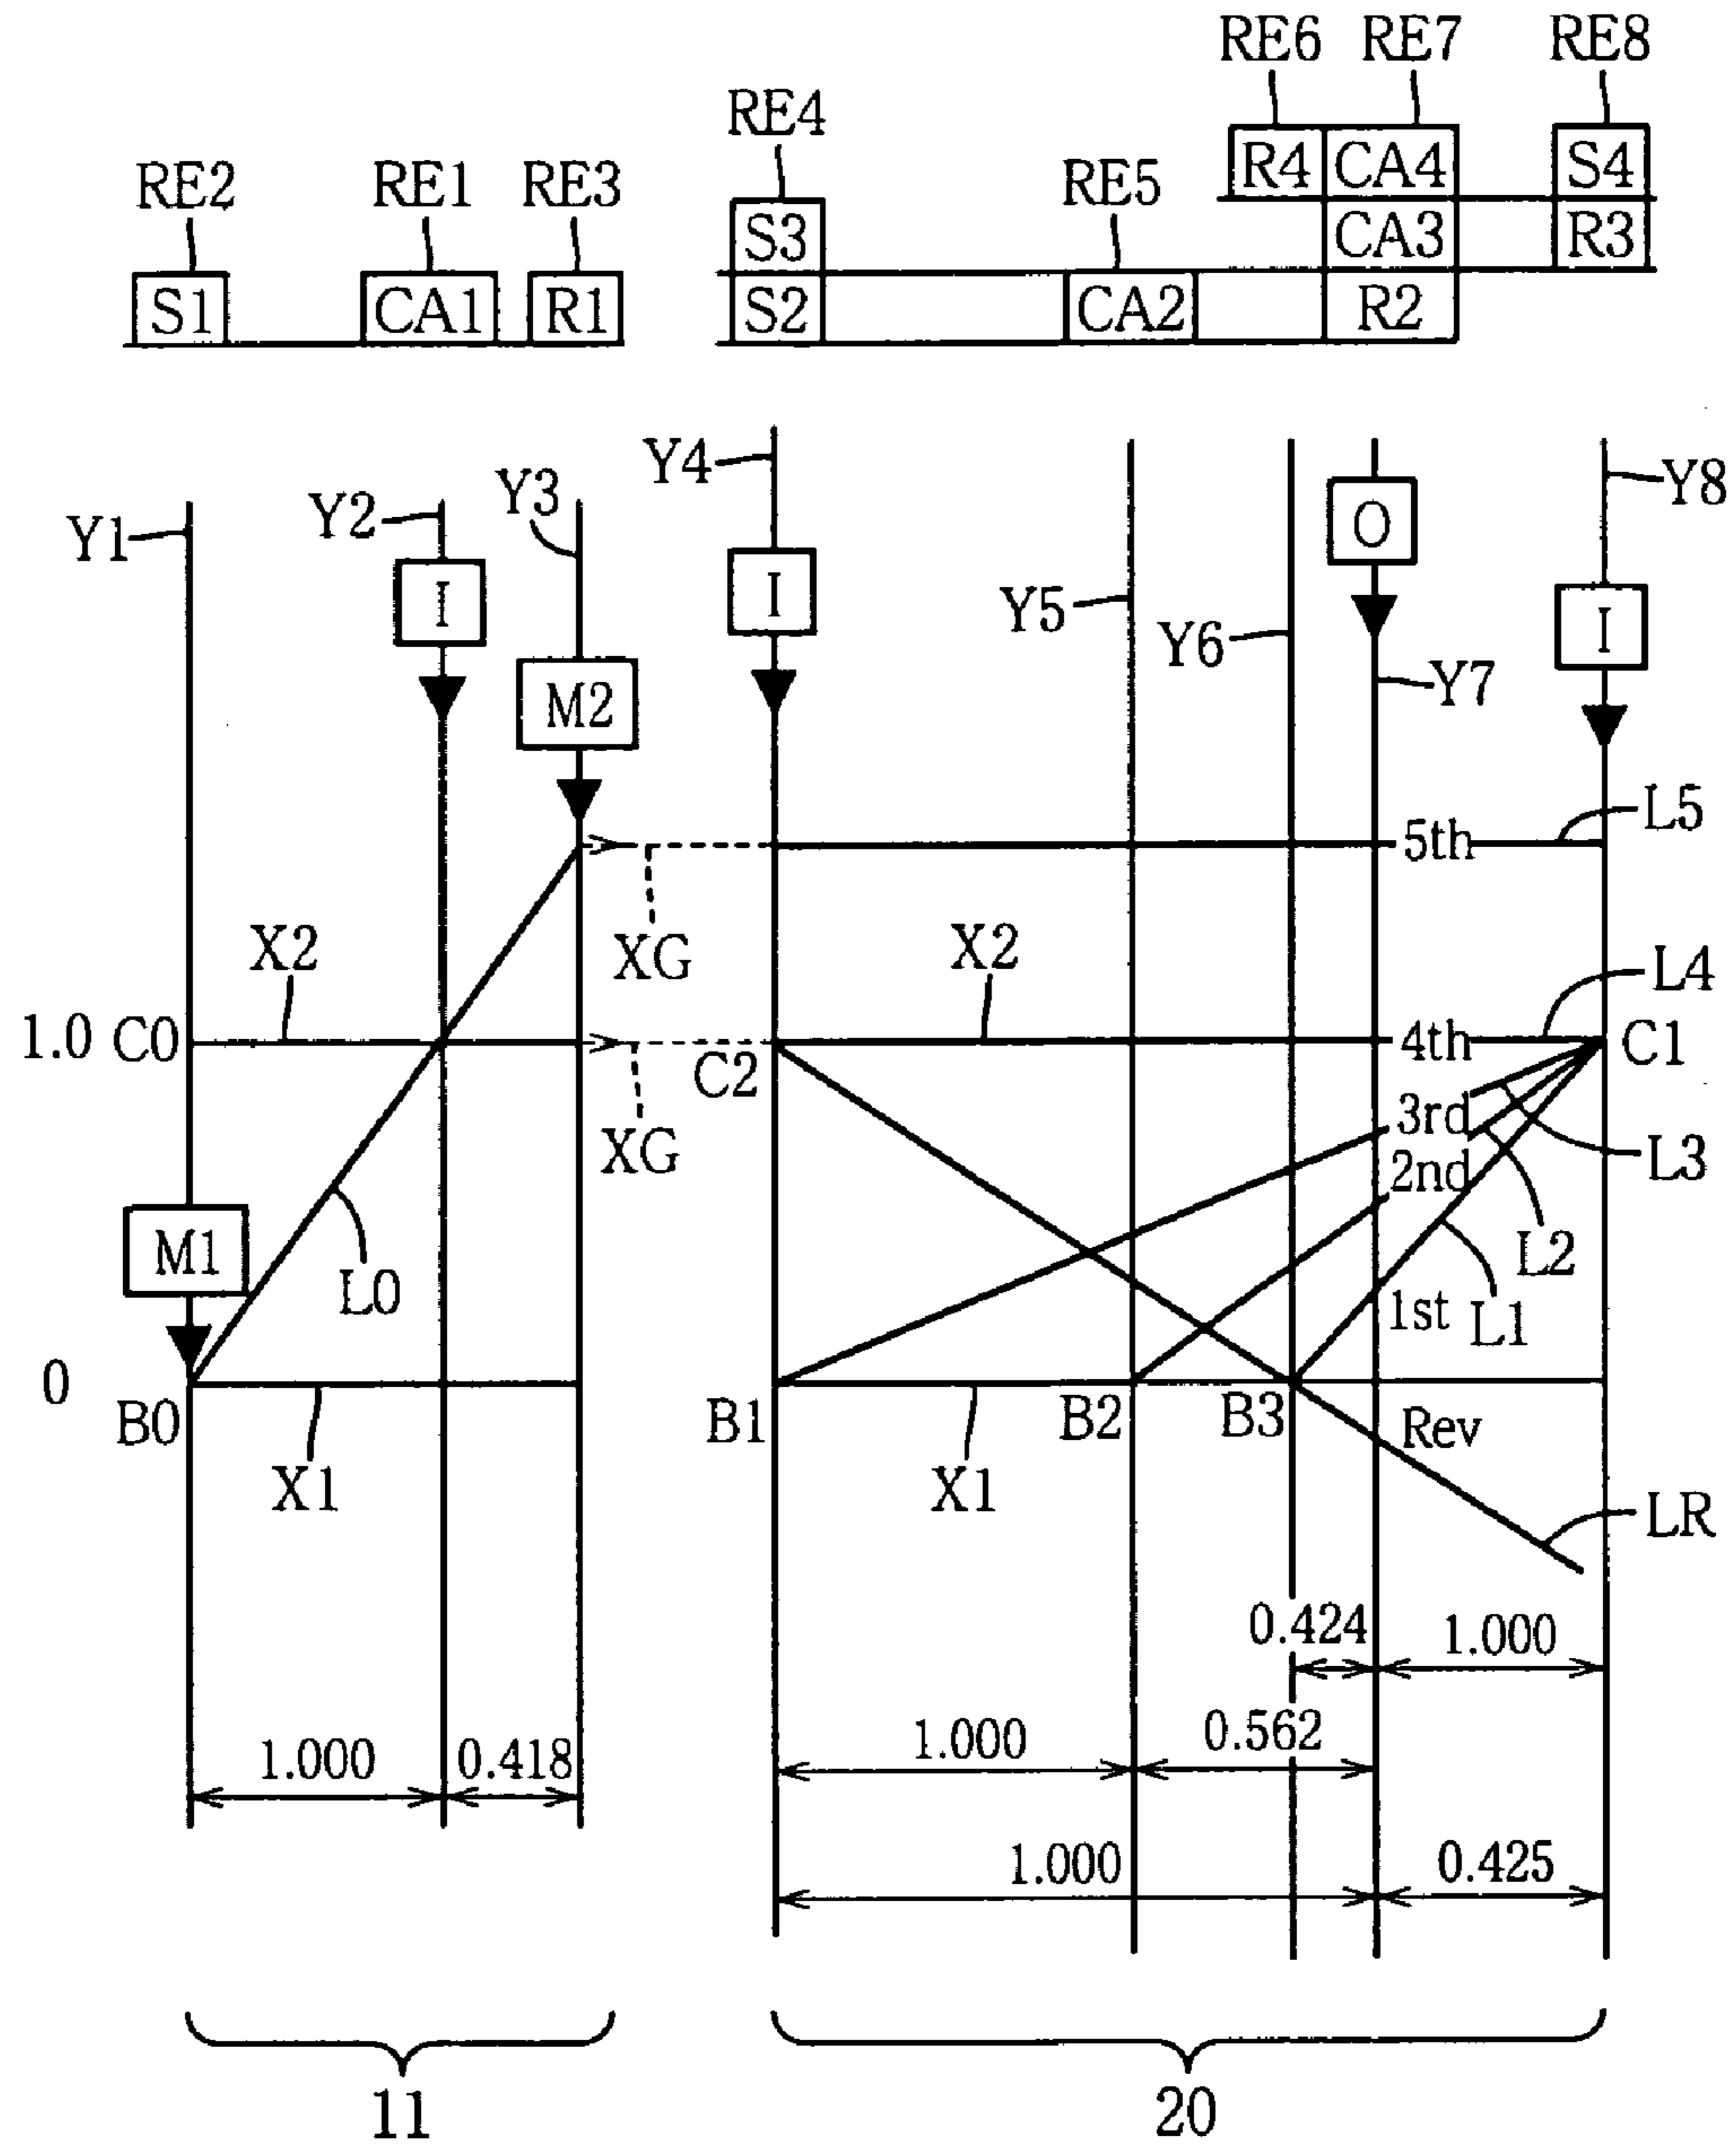 RE6 RE7 RE8
RE4
RE2 RE1 RE3 RE5
R4 CA4 S4
S3 CA3 R3
S1 CA1 R1 S2 CA2 R2
Y1 Y2 Y3 Y4 Y5 Y6 Y7 Y8
I M2 I O I
5th L5
XG
X2 X2 L4
1.0 C0 C2 4th C1
XG 3rd L3
2nd
M1 L0 L2
1st L1
0 B0 B1 B2 B3 Rev
X1 X1 LR
0.424 1.000
1.000 0.562
1.000 0.418
1.000 0.425
11 20